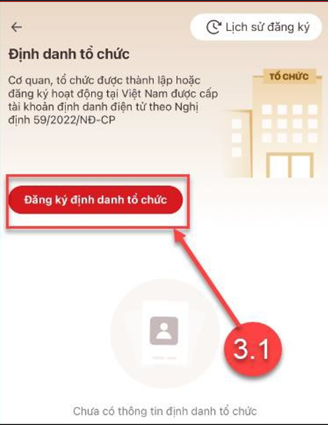 Lịch sử đăng ký
Định danh tổ chức
Cơ quan, tổ chức được thành lập hoặc
đăng ký hoạt động tại Việt Nam được cấp
tài khoản định danh điện tử theo Nghị
định 59/2022/NĐ-CP
TỔ CHỨC
Đăng ký định danh tổ chức
3.1
Chưa có thông tin định danh tổ chức